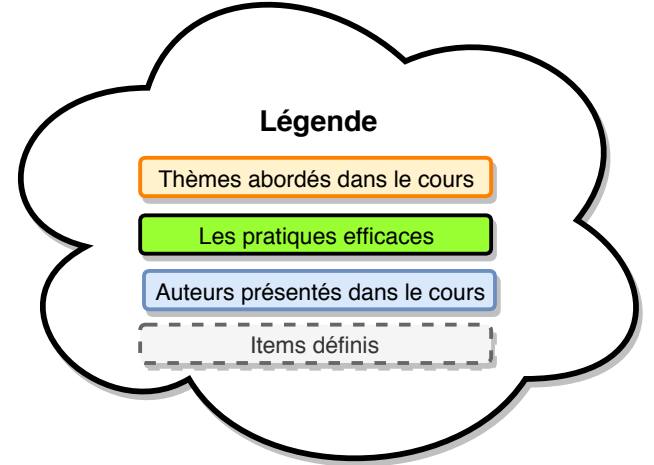 Légende
Thèmes abordés dans le cours
Les pratiques efficaces
Auteurs présentés dans le cours
Items définis